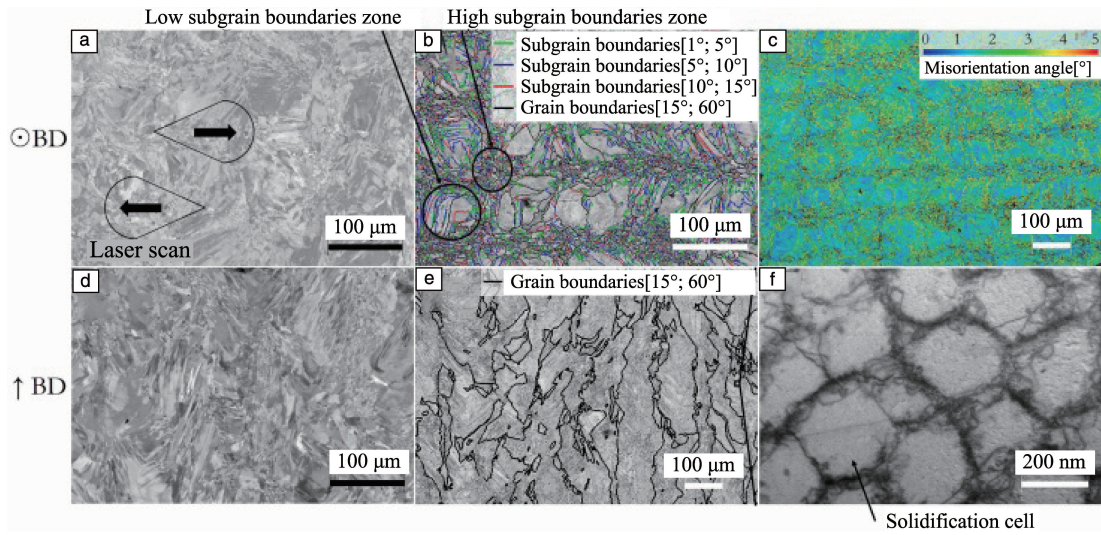 Low subgrain boundaries zone
High subgrain boundaries zone
a
b
c
Subgrain boundaries[1°; 5°]
Subgrain boundaries[5°; 10°]
Subgrain boundaries[10°; 15°]
Grain boundaries[15°; 60°]
0 1 2 3 4 5
Misorientation angle[°]
⊙BD
Laser scan
100 μm
100 μm
100 μm
d
e
f
Grain boundaries[15°; 60°]
↑ BD
100 μm
100 μm
200 nm
Solidification cell